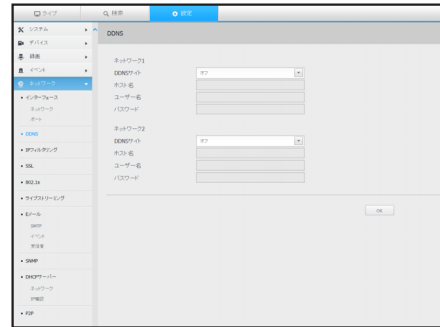 ライブ
検索
設定
システム
デバイス
録画
イベント
ネットワーク
インターフェース
ネットワーク
ポート
DDNS
IPフィルタリング
SSL
802.1x
ライブストリーミング
Eメール
SMTP
イベント
受信者
SNMP
DHCPサーバー
ネットワーク
IP確認
P2P
DDNS
ネットワーク1
DDNSサイト
オフ
ホスト名
ユーザー名
パスワード
ネットワーク2
DDNSサイト
オフ
ホスト名
ユーザー名
パスワード
OK